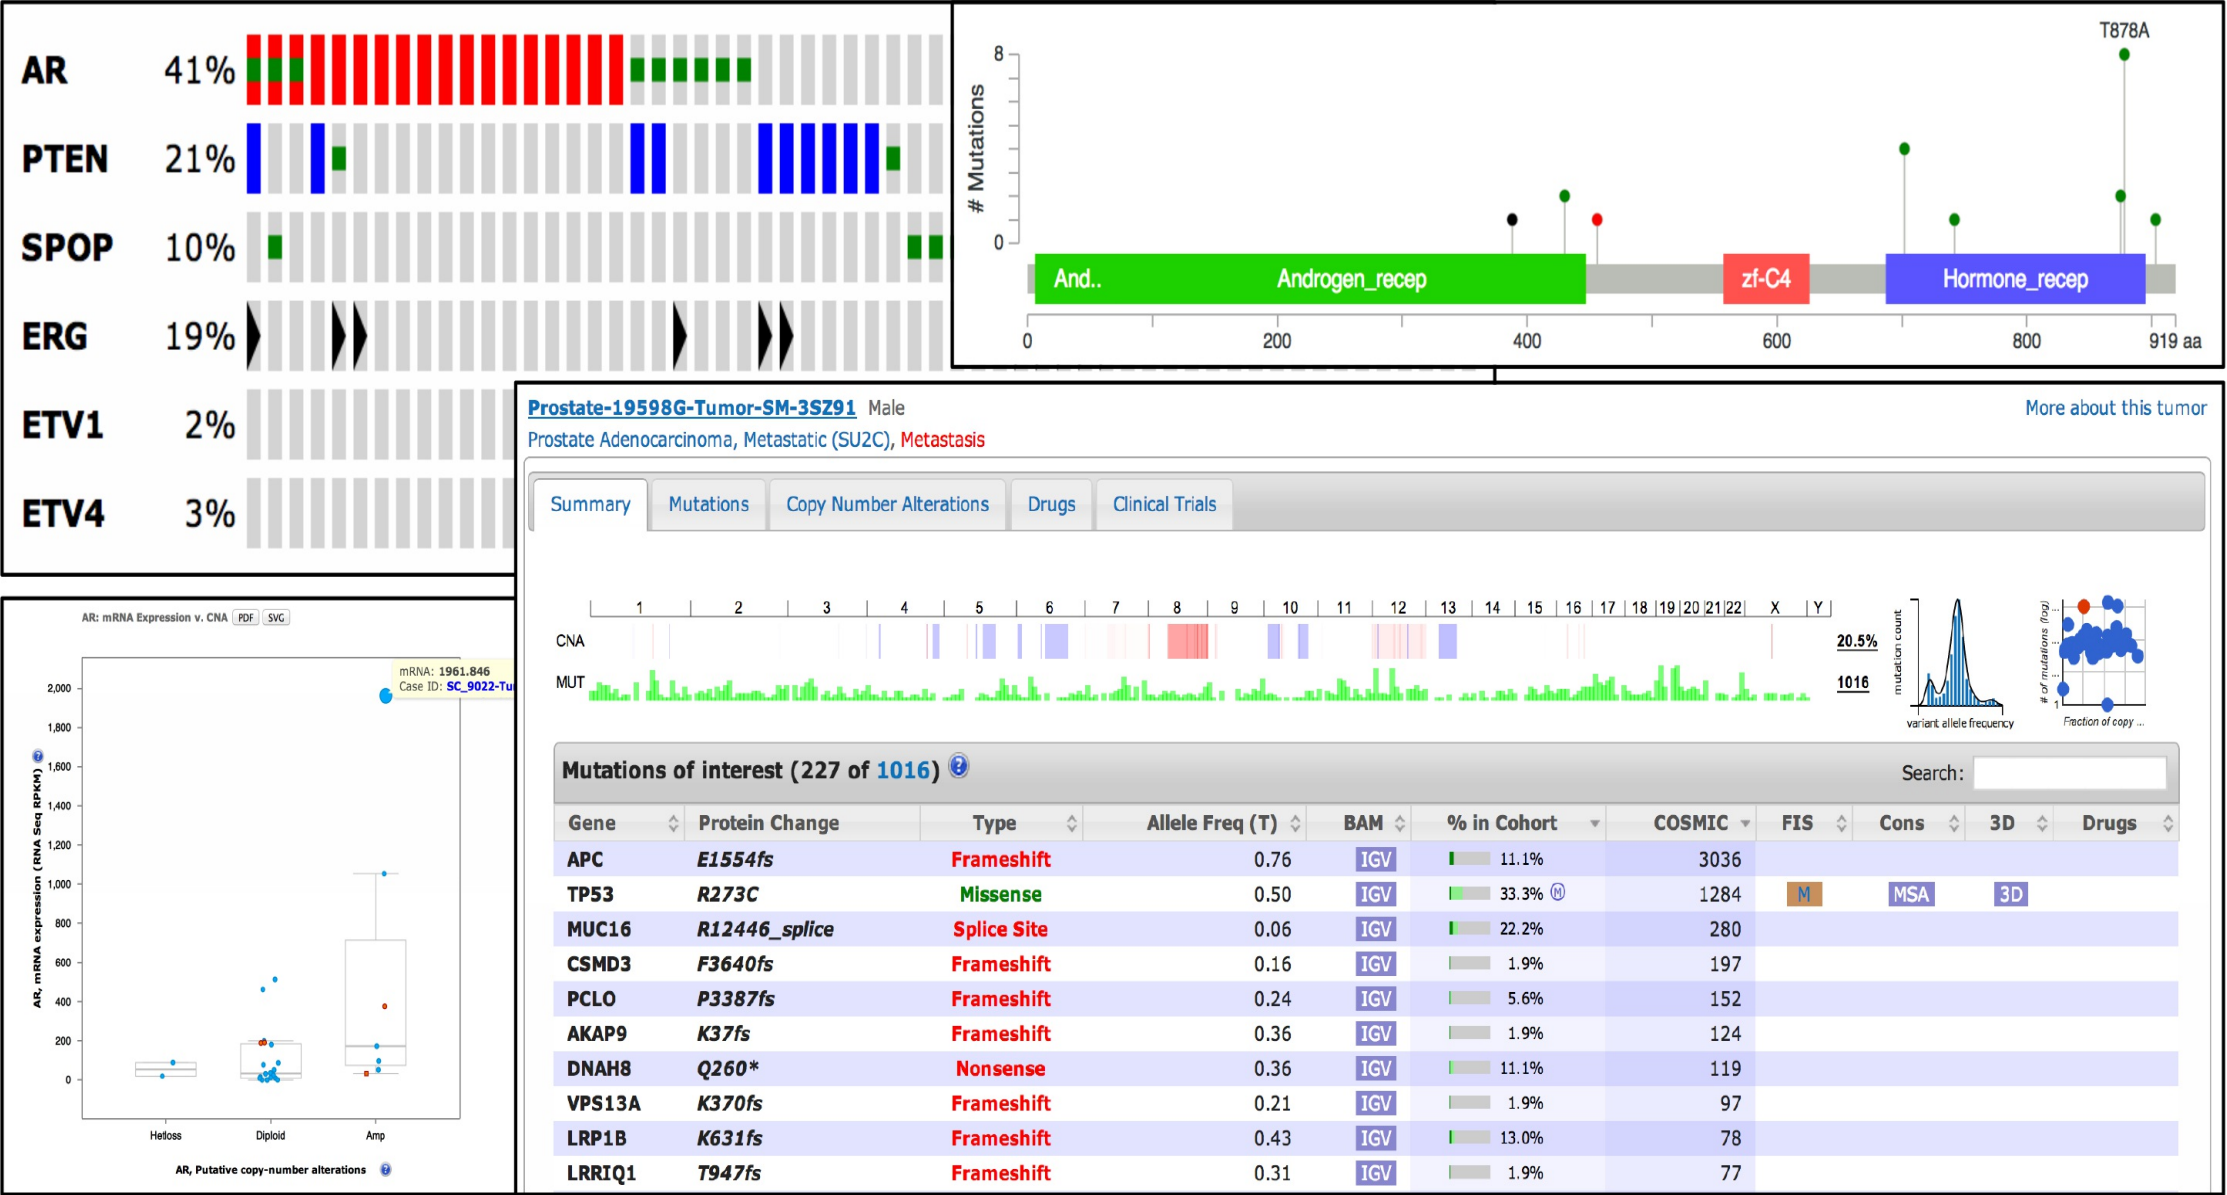 AR 41%
PTEN 21%
SPOP 10%
ERG 19%
ETV1 2%
ETV4 3%
T878A
# Mutations
8
0
And..
Androgen_recep
zf-C4
Hormone_recep
0 200 400 600 800 919 aa
Prostate-19598G-Tumor-SM-3SZ91 Male
More about this tumor
Prostate Adenocarcinoma, Metastatic (SU2C), Metastasis
Summary Mutations Copy Number Alterations Drugs Clinical Trials
1 2 3 4 5 6 7 8 9 10 11 12 13 14 15 16 17 18 19 20 21 22 X Y
CNA 20.5%
MUT 1016
mutation count
variant allele frequency
# of mutations (log)
1
Fraction of copy ...
Mutations of interest (227 of 1016) ?
Search:
Gene Protein Change Type Allele Freq (T) BAM % in Cohort COSMIC FIS Cons 3D Drugs
APC E1554fs Frameshift 0.76 IGV 11.1% 3036
TP53 R273C Missense 0.50 IGV 33.3% M 1284 M MSA 3D
MUC16 R12446_splice Splice Site 0.06 IGV 22.2% 280
CSMD3 F3640fs Frameshift 0.16 IGV 1.9% 197
PCLO P3387fs Frameshift 0.24 IGV 5.6% 152
AKAP9 K37fs Frameshift 0.36 IGV 1.9% 124
DNAH8 Q260* Nonsense 0.36 IGV 11.1% 119
VPS13A K370fs Frameshift 0.21 IGV 1.9% 97
LRP1B K631fs Frameshift 0.43 IGV 13.0% 78
LRRIQ1 T947fs Frameshift 0.31 IGV 1.9% 77
AR: mRNA Expression v. CNA PDF SVG
mRNA: 1961.846
Case ID: SC_9022-Tu
AR, mRNA expression (RNA Seq RPKM) ?
2,000
1,800
1,600
1,400
1,200
1,000
800
600
400
200
0
Hetloss Diploid Amp
AR, Putative copy-number alterations ?